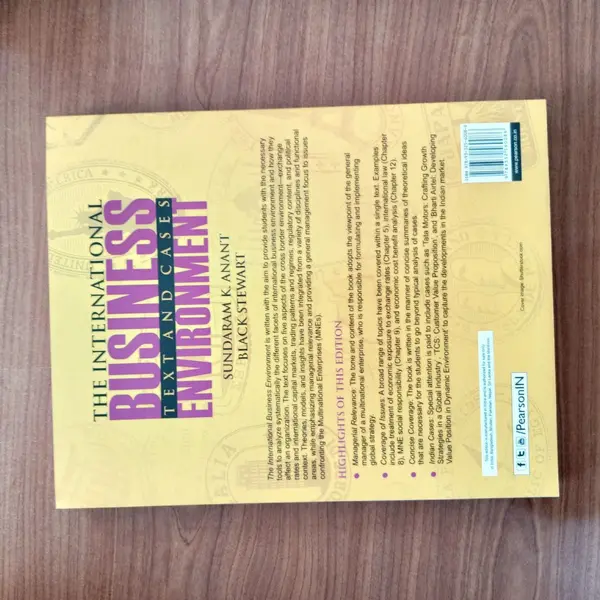 THE INTERNATIONAL
BUSINESS
TEXT AND CASES
ENVIRONMENT
SUNDARAM K. ANANT
BLACK STEWART
The International Business Environment is written with the aim to provide students with the necessary
tools to analyze systematically the different facets of international business environment and how they
affect an organization. The text focuses on five aspects of the cross border environment—exchange
rates and international capital markets, trading patterns and regimes, regulatory content, and political
context. Theories, models, and insights have been integrated from a variety of disciplines and functional
areas, while emphasizing managerial relevance and providing a general management focus to issues
confronting the Multinational Enterprises (MNEs).
HIGHLIGHTS OF THIS EDITION
• Managerial Relevance: The tone and content of the book adopts the viewpoint of the general
manager of a multinational enterprise, who is responsible for formulating and implementing
global strategy.
• Coverage of Issues: A broad range of topics have been covered within a single text. Examples
include treatment of economic exposure to exchange rates (Chapter 5), international law (Chapter
8), MNE social responsibility (Chapter 9), and economic cost benefit analysis (Chapter 12).
• Concise Coverage: The book is written in the manner of concise summaries of theoretical ideas
that are necessary for the students to go beyond typical analysis of cases.
• Indian Cases: Special attention is paid to include cases such as 'Tata Motors: Crafting Growth
Strategies in a Global Industry', 'TCS: Customer Value Proposition', and 'Bharti Airtel: Developing
Value Position in Dynamic Environment' to capture the developments in the Indian market.
Cover image: Shutterstock.com
f t You Tube /PearsonIN
www.pearson.co.in